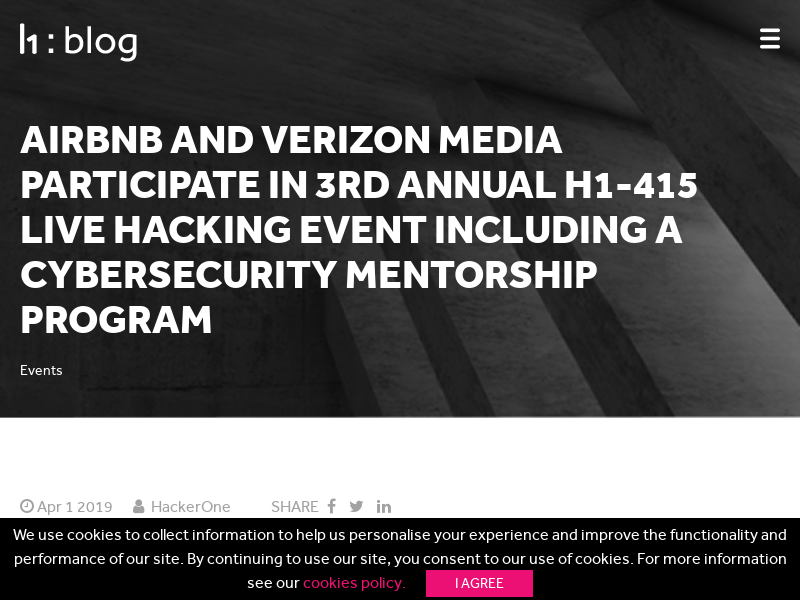 h1 : blog
AIRBNB AND VERIZON MEDIA
PARTICIPATE IN 3RD ANNUAL H1-415
LIVE HACKING EVENT INCLUDING A
CYBERSECURITY MENTORSHIP
PROGRAM
Events
Apr 1 2019 HackerOne SHARE
We use cookies to collect information to help us personalise your experience and improve the functionality and
performance of our site. By continuing to use our site, you consent to our use of cookies. For more information
see our cookies policy. I AGREE